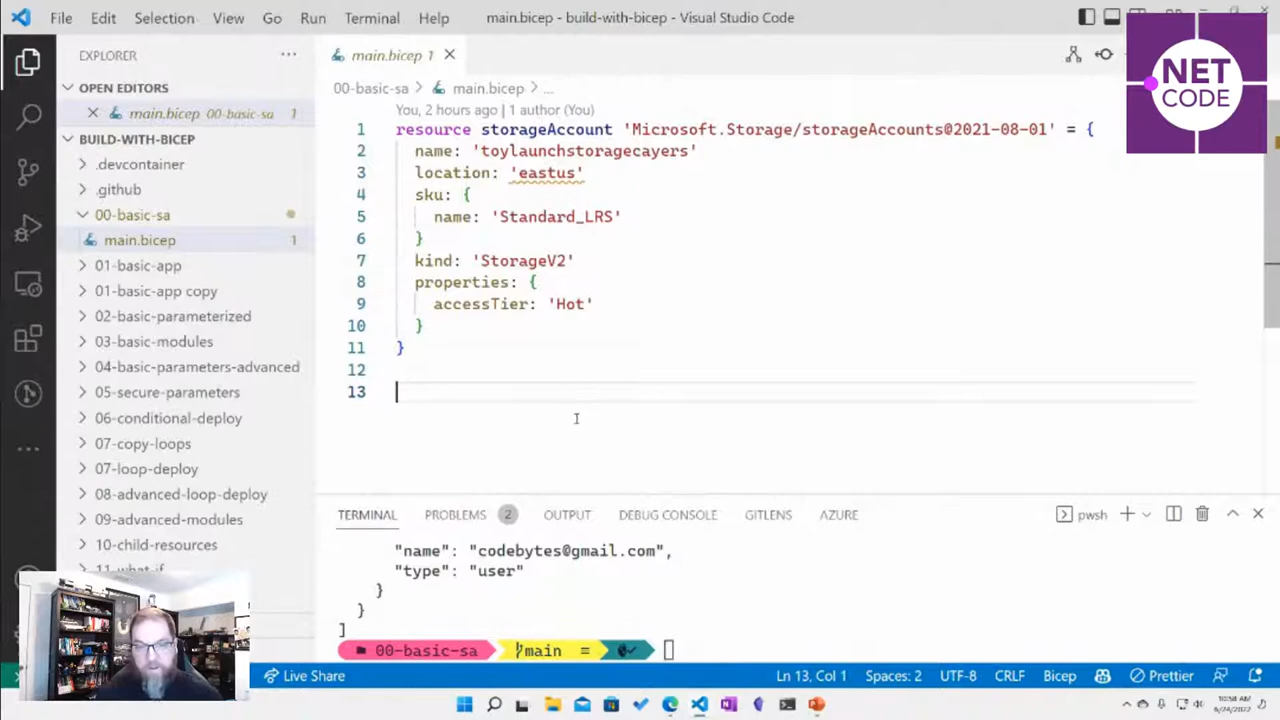 File Edit Selection View Go Run Terminal Help main.bicep - build-with-bicep - Visual Studio Code
NET
CODE
EXPLORER
OPEN EDITORS
main.bicep 00-basic-sa 1
BUILD-WITH-BICEP
.devcontainer
.github
00-basic-sa
main.bicep 1
01-basic-app
01-basic-app copy
02-basic-parameterized
03-basic-modules
04-basic-parameters-advanced
05-secure-parameters
06-conditional-deploy
07-copy-loops
07-loop-deploy
08-advanced-loop-deploy
09-advanced-modules
10-child-resources
11-what-if
main.bicep 1
00-basic-sa > main.bicep > ...
You, 2 hours ago | 1 author (You)
1 resource storageAccount 'Microsoft.Storage/storageAccounts@2021-08-01' = {
2 name: 'toylaunchstoragecayers'
3 location: 'eastus'
4 sku: {
5 name: 'Standard_LRS'
6 }
7 kind: 'StorageV2'
8 properties: {
9 accessTier: 'Hot'
10 }
11 }
12
13
TERMINAL PROBLEMS 2 OUTPUT DEBUG CONSOLE GITLENS AZURE pwsh
"name": "codebytes@gmail.com",
"type": "user"
}
}
]
00-basic-sa main =
Live Share Ln 13, Col 1 Spaces: 2 UTF-8 CRLF Bicep Prettier
10:58 AM
6/24/2022